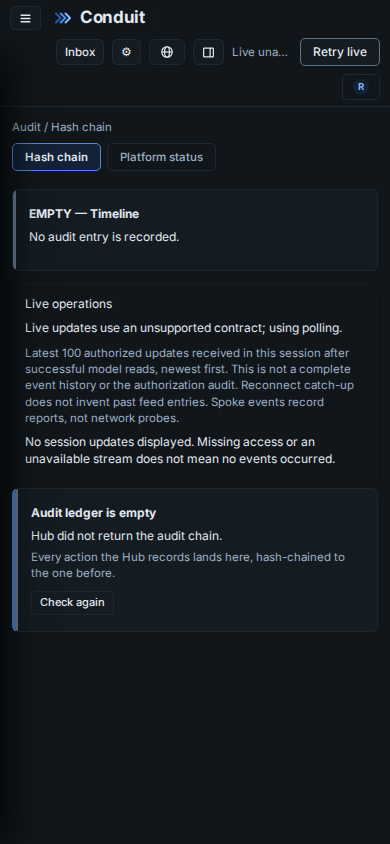 Conduit
Inbox
Live una...
Retry live
R
Audit / Hash chain
Hash chain
Platform status
EMPTY — Timeline
No audit entry is recorded.
Live operations
Live updates use an unsupported contract; using polling.
Latest 100 authorized updates received in this session after
successful model reads, newest first. This is not a complete
event history or the authorization audit. Reconnect catch-up
does not invent past feed entries. Spoke events record
reports, not network probes.
No session updates displayed. Missing access or an
unavailable stream does not mean no events occurred.
Audit ledger is empty
Hub did not return the audit chain.
Every action the Hub records lands here, hash-chained to
the one before.
Check again